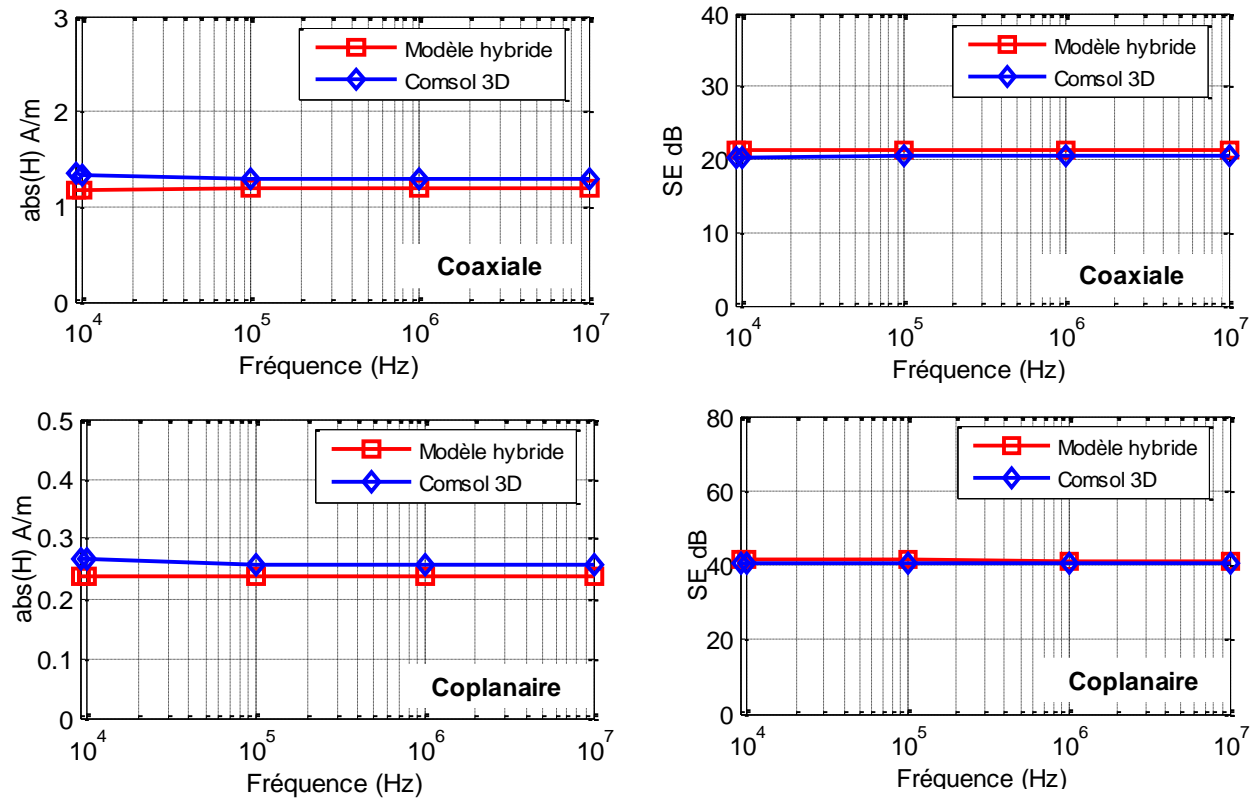 abs(H) A/m
3
2
1
0
Modèle hybride
Comsol 3D
Coaxiale
10^4 10^5 10^6 10^7
Fréquence (Hz)
SE dB
40
30
20
10
0
Modèle hybride
Comsol 3D
Coaxiale
10^4 10^5 10^6 10^7
Fréquence (Hz)
abs(H) A/m
0.5
0.4
0.3
0.2
0.1
0
Modèle hybride
Comsol 3D
Coplanaire
10^4 10^5 10^6 10^7
Fréquence (Hz)
SE dB
80
60
40
20
0
Modèle hybride
Comsol 3D
Coplanaire
10^4 10^5 10^6 10^7
Fréquence (Hz)